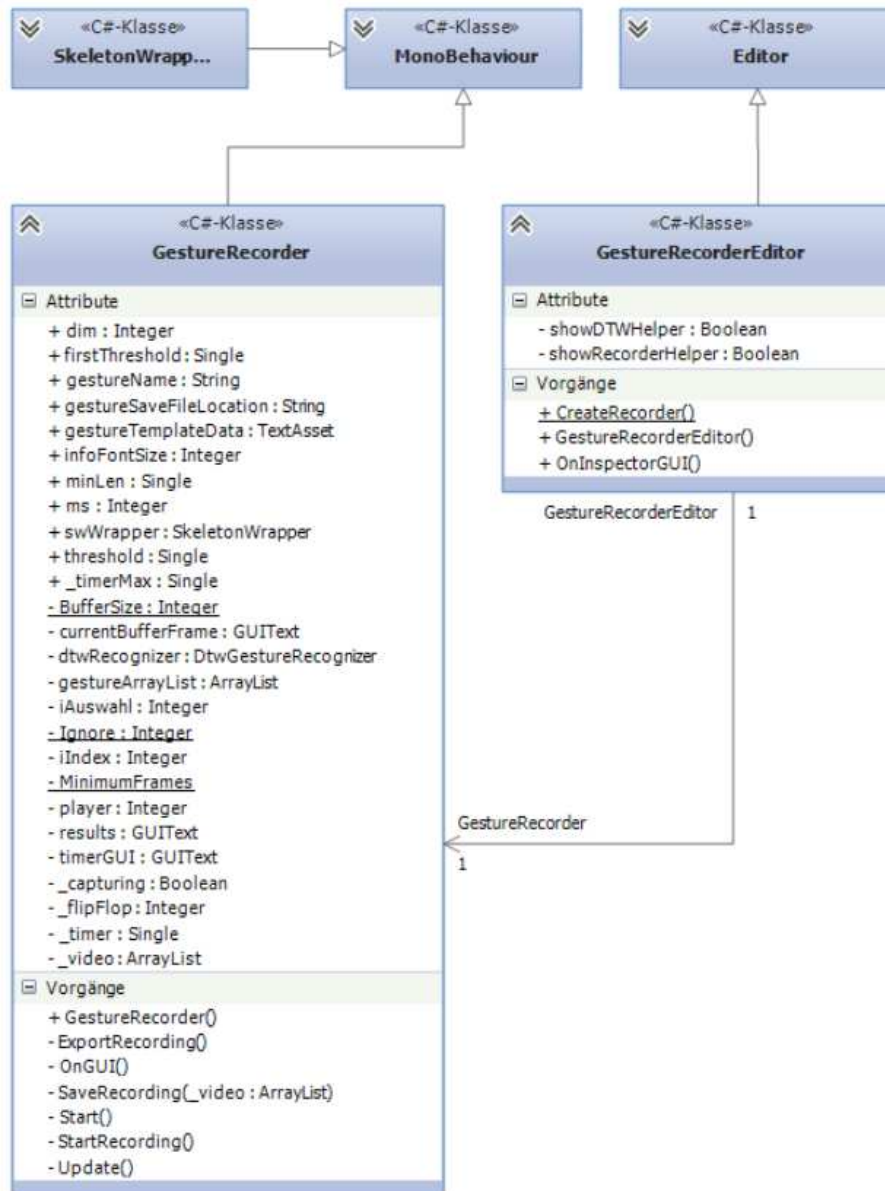 «C#-Klasse»
SkeletonWrapp...
«C#-Klasse»
MonoBehaviour
«C#-Klasse»
Editor
«C#-Klasse»
GestureRecorder
Attribute
+ dim : Integer
+ firstThreshold : Single
+ gestureName : String
+ gestureSaveFileLocation : String
+ gestureTemplateData : TextAsset
+ infoFontSize : Integer
+ minLen : Single
+ ms : Integer
+ swWrapper : SkeletonWrapper
+ threshold : Single
+ _timerMax : Single
- BufferSize : Integer
- currentBufferFrame : GUIText
- dtwRecognizer : DtwGestureRecognizer
- gestureArrayList : ArrayList
- iAuswahl : Integer
- Ignore : Integer
- iIndex : Integer
- MinimumFrames
- player : Integer
- results : GUIText
- timerGUI : GUIText
- _capturing : Boolean
- _flipFlop : Integer
- _timer : Single
- _video : ArrayList
Vorgänge
+ GestureRecorder()
- ExportRecording()
- OnGUI()
- SaveRecording(_video : ArrayList)
- Start()
- StartRecording()
- Update()
«C#-Klasse»
GestureRecorderEditor
Attribute
- showDTWHelper : Boolean
- showRecorderHelper : Boolean
Vorgänge
+ CreateRecorder()
+ GestureRecorderEditor()
+ OnInspectorGUI()
GestureRecorderEditor 1
GestureRecorder
1